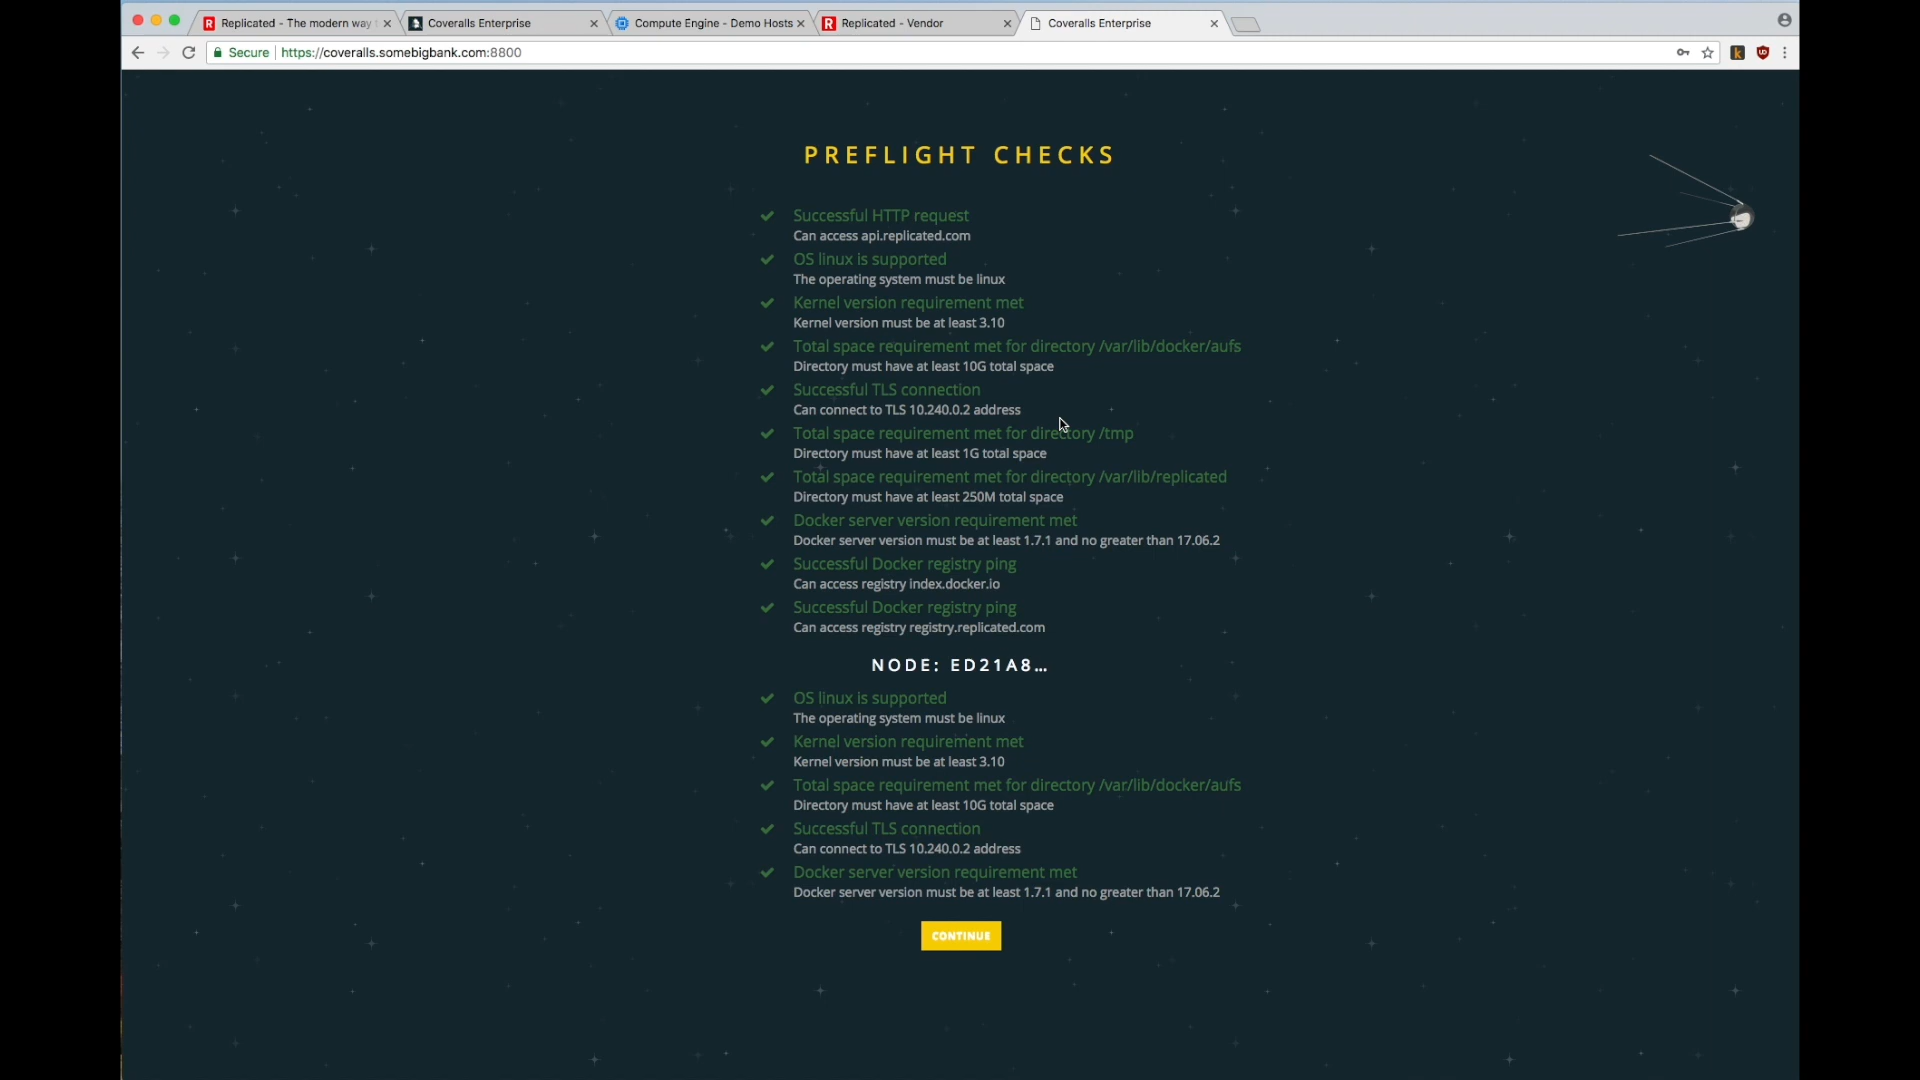 Replicated - The modern way
Coveralls Enterprise
Compute Engine - Demo Hosts
Replicated - Vendor
Coveralls Enterprise
Secure
https://coveralls.somebigbank.com:8800
PREFLIGHT CHECKS
Successful HTTP request
Can access api.replicated.com
OS linux is supported
The operating system must be linux
Kernel version requirement met
Kernel version must be at least 3.10
Total space requirement met for directory /var/lib/docker/aufs
Directory must have at least 10G total space
Successful TLS connection
Can connect to TLS 10.240.0.2 address
Total space requirement met for directory /tmp
Directory must have at least 1G total space
Total space requirement met for directory /var/lib/replicated
Directory must have at least 250M total space
Docker server version requirement met
Docker server version must be at least 1.7.1 and no greater than 17.06.2
Successful Docker registry ping
Can access registry index.docker.io
Successful Docker registry ping
Can access registry registry.replicated.com
NODE: ED21A8...
OS linux is supported
The operating system must be linux
Kernel version requirement met
Kernel version must be at least 3.10
Total space requirement met for directory /var/lib/docker/aufs
Directory must have at least 10G total space
Successful TLS connection
Can connect to TLS 10.240.0.2 address
Docker server version requirement met
Docker server version must be at least 1.7.1 and no greater than 17.06.2
CONTINUE